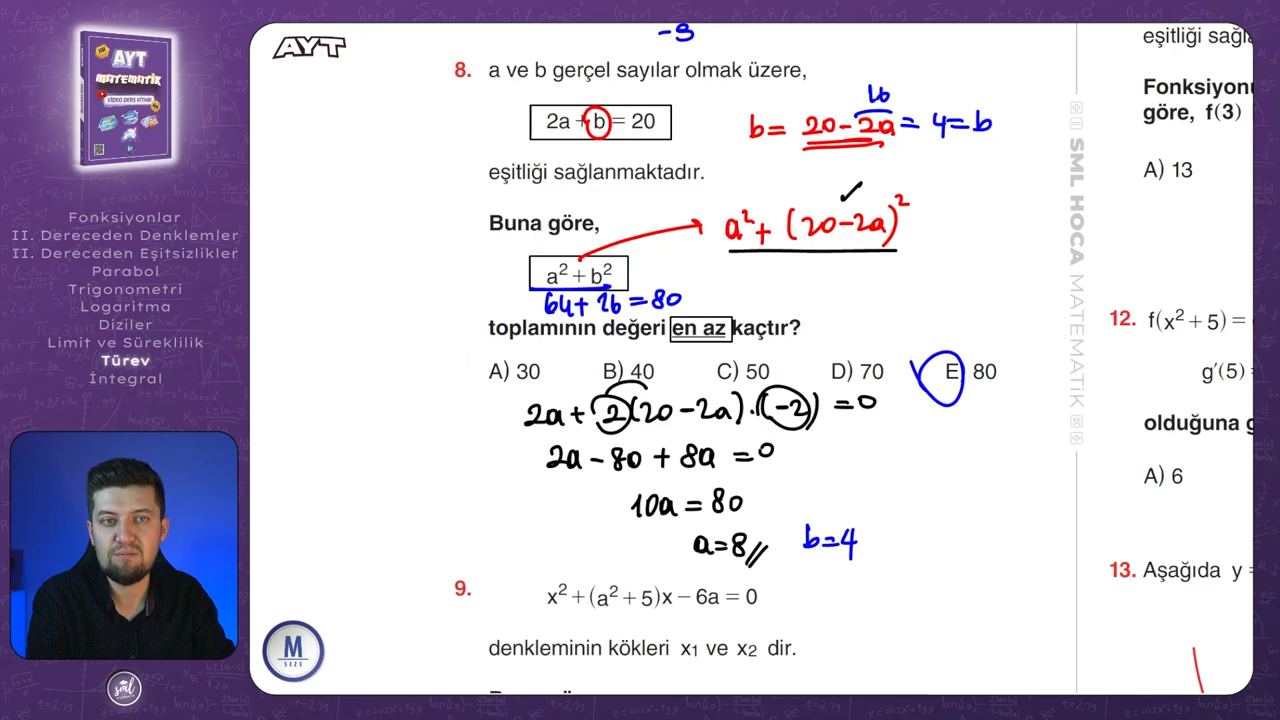 AYT
MATEMATİK
VİDEO DERS KİTABI
Fonksiyonlar
II. Dereceden Denklemler
II. Dereceden Eşitsizlikler
Parabol
Trigonometri
Logaritma
Diziler
Limit ve Süreklilik
Türev
İntegral
M
SIZE
sml
AYT
8. a ve b gerçel sayılar olmak üzere,
2a + b = 20
b = 20 - 2a = 4 = b
16
eşitliği sağlanmaktadır.
Buna göre,
a² + (20-2a)²
a² + b²
64 + 16 = 80
toplamının değeri en az kaçtır?
A) 30 B) 40 C) 50 D) 70 E) 80
2a + 2(20-2a).(-2) = 0
2a - 80 + 8a = 0
10a = 80
a = 8 b = 4
9. x² + (a² + 5)x – 6a = 0
denkleminin kökleri x₁ ve x₂ dir.
SML HOCA MATEMATİK
eşitliği sağla
Fonksiyonu
göre, f(3)
A) 13
12. f(x² + 5) =
g′(5) =
olduğuna g
A) 6
13. Aşağıda y =